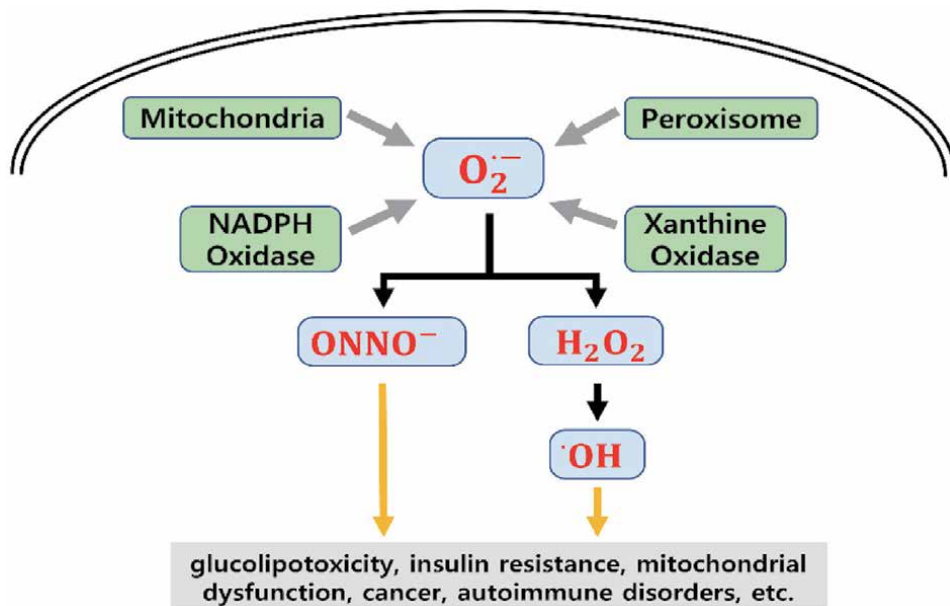 Mitochondria
Peroxisome
O₂˙⁻
NADPH
Oxidase
Xanthine
Oxidase
ONNO⁻
H₂O₂
˙OH
glucolipotoxicity, insulin resistance, mitochondrial
dysfunction, cancer, autoimmune disorders, etc.